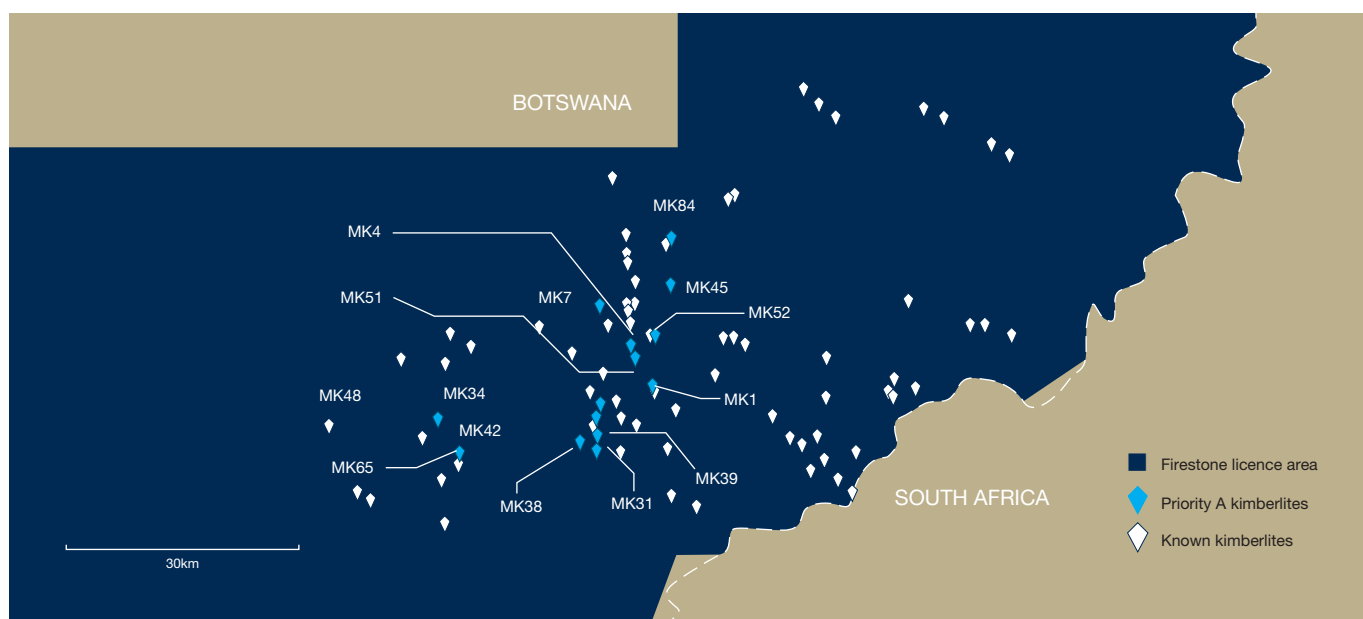 BOTSWANA
MK84
MK4
MK45
MK51
MK7
MK52
MK48
MK34
MK1
MK42
MK65
MK39
MK38
MK31
SOUTH AFRICA
30km
Firestone licence area
Priority A kimberlites
Known kimberlites